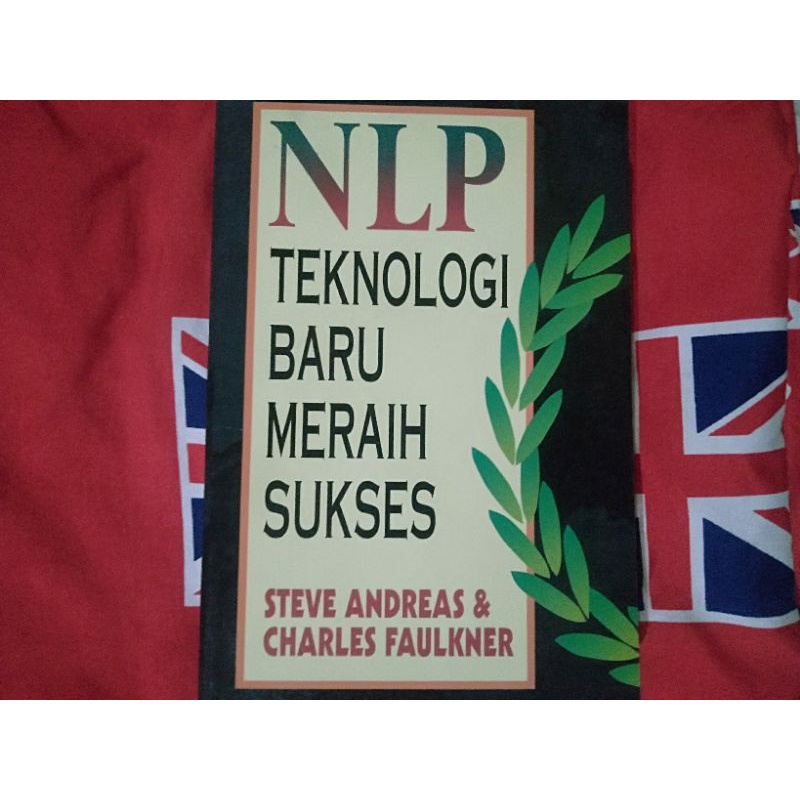 NLP
TEKNOLOGI
BARU
MERAIH
SUKSES
STEVE ANDREAS &
CHARLES FAULKNER